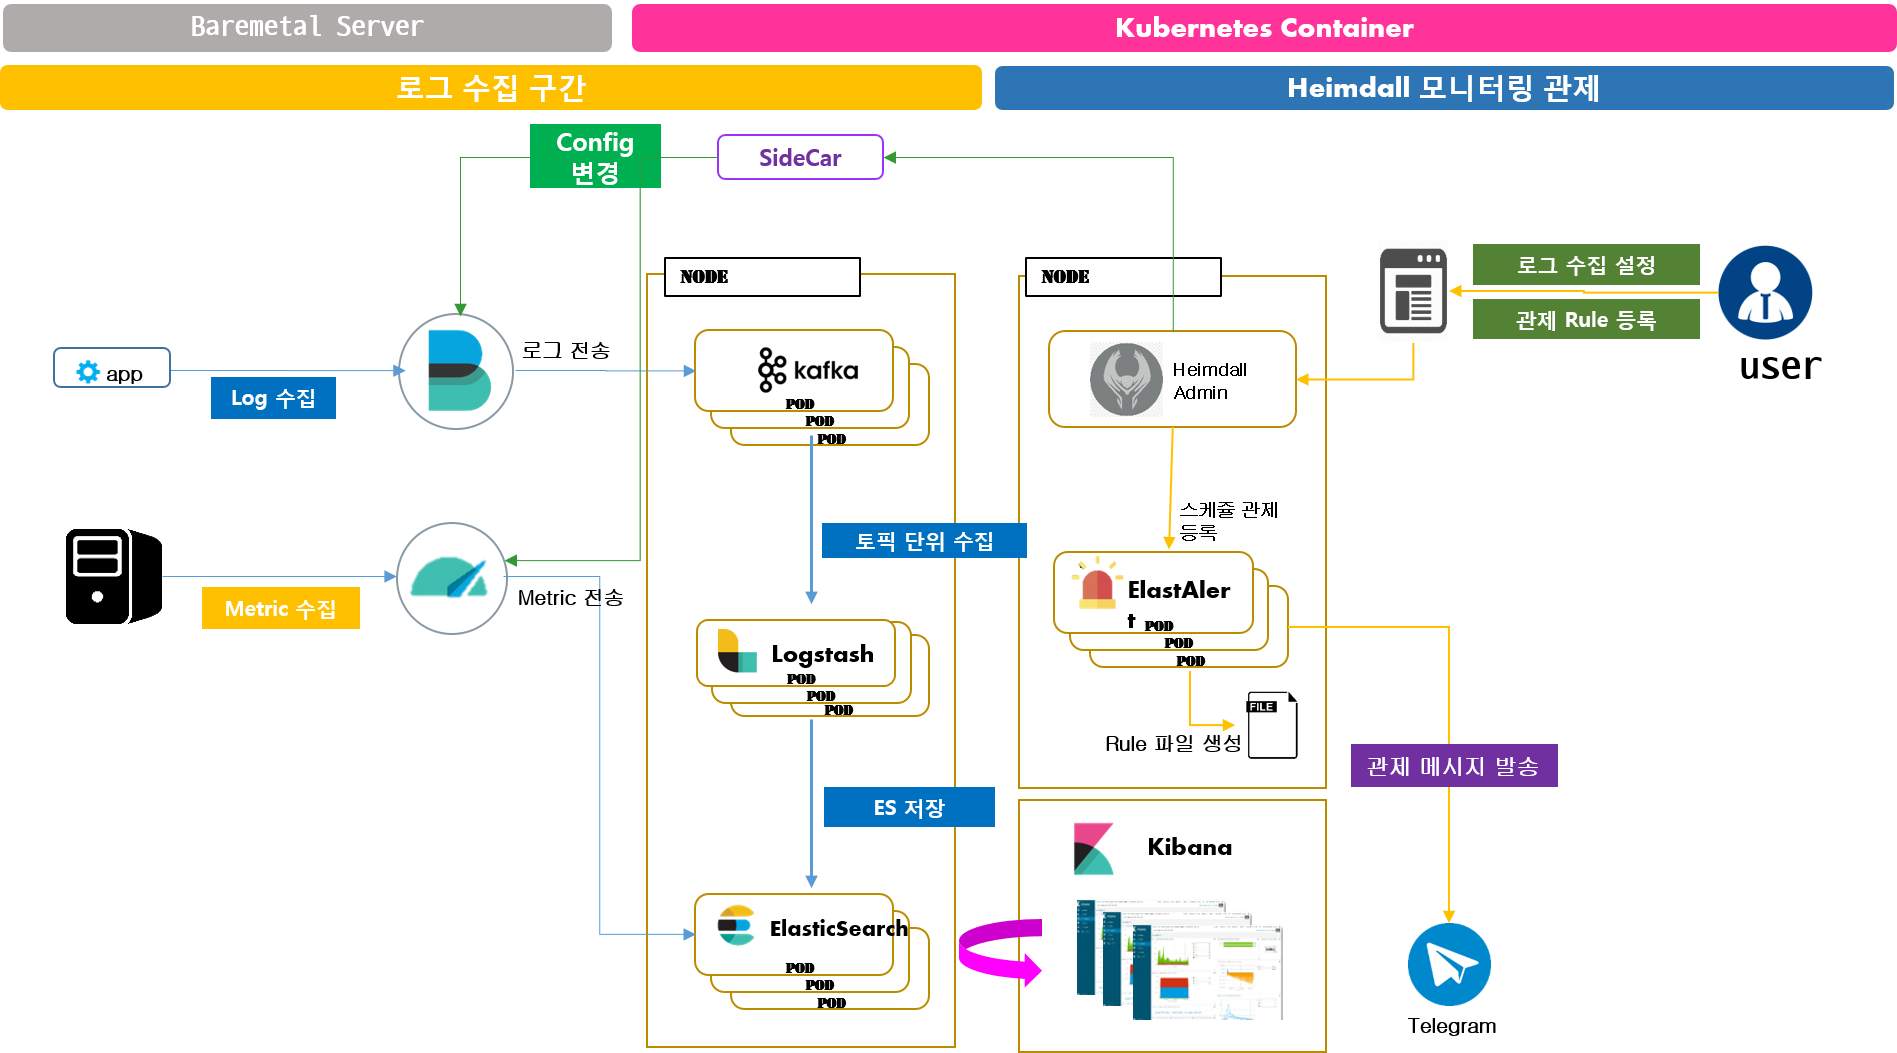 Baremetal Server
Kubernetes Container
로그 수집 구간
Heimdall 모니터링 관제
Config
변경
SideCar
로그 수집 설정
관제 Rule 등록
user
NODE
NODE
app
Log 수집
로그 전송
kafka
POD
POD
POD
Heimdall
Admin
스케쥴 관제
등록
토픽 단위 수집
Metric 수집
Metric 전송
ElastAler
t
POD
POD
POD
Logstash
POD
POD
POD
FILE
Rule 파일 생성
관제 메시지 발송
ES 저장
Kibana
ElasticSearch
POD
POD
POD
Telegram